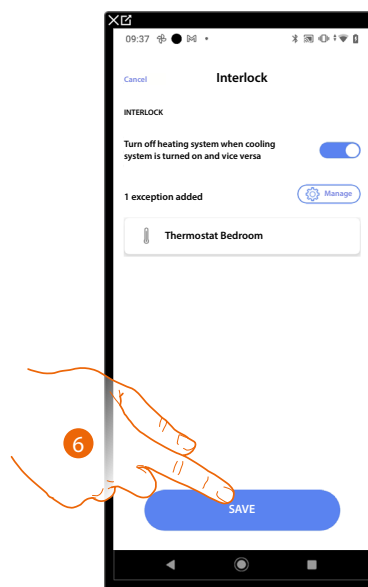 09:37
Cancel
Interlock
INTERLOCK
Turn off heating system when cooling
system is turned on and vice versa
1 exception added
Manage
Thermostat Bedroom
6
SAVE